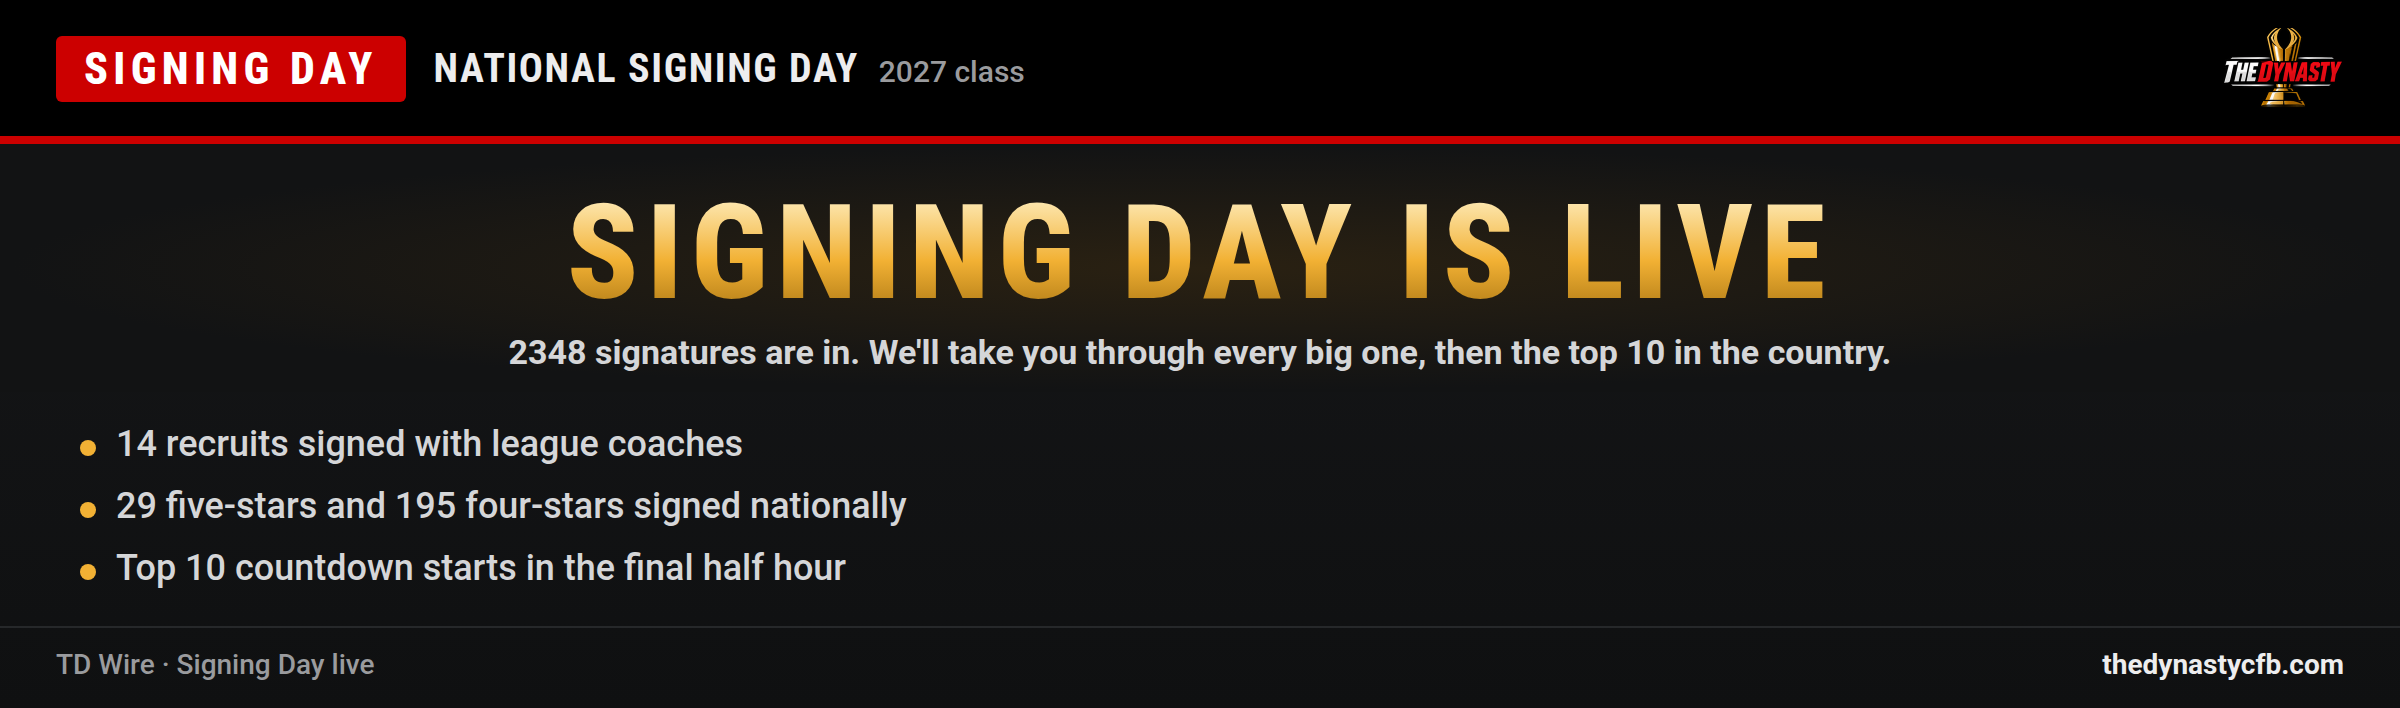 SIGNING DAY NATIONAL SIGNING DAY 2027 class
THE DYNASTY
SIGNING DAY IS LIVE
2348 signatures are in. We'll take you through every big one, then the top 10 in the country.
14 recruits signed with league coaches
29 five-stars and 195 four-stars signed nationally
Top 10 countdown starts in the final half hour
TD Wire · Signing Day live
thedynastycfb.com